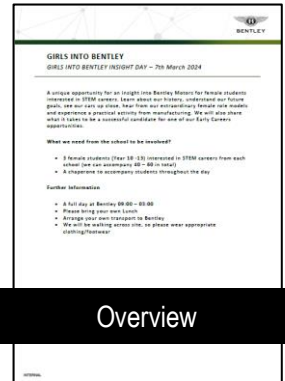 BENTLEY
GIRLS INTO BENTLEY
GIRLS INTO BENTLEY INSIGHT DAY – 7th March 2024
A unique opportunity for an insight into Bentley Motors for female students
interested in STEM careers. Learn about our history, understand our future
goals, see our cars up close, hear from our extraordinary female role models
and experience a practical activity from manufacturing. We will also share
what it takes to be a successful candidate for one of our Early Careers
opportunities.
What we need from the school to be involved?
➤ 3 female students (Year 10 -13) interested in STEM careers from each
school (we can accompany 40 – 60 in total)
➤ A chaperone to accompany students throughout the day
Further Information
➤ A full day at Bentley 09:00 – 03:00
➤ Please bring your own Lunch
➤ Arrange your own transport to Bentley
➤ We will be walking across site, so please wear appropriate
clothing/footwear
Overview
INTERNAL